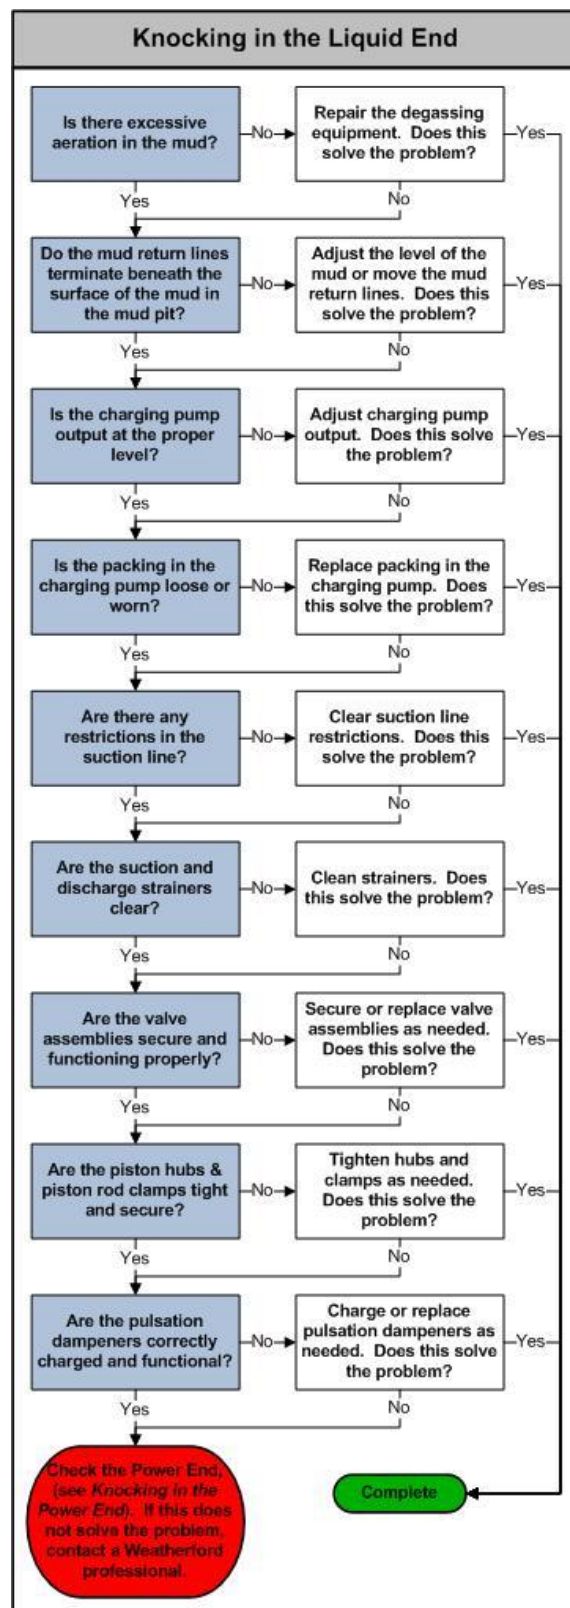 Knocking in the Liquid End
Is there excessive
aeration in the mud?
No
Repair the degassing
equipment. Does this
solve the problem?
Yes
Yes
No
Do the mud return lines
terminate beneath the
surface of the mud in
the mud pit?
No
Adjust the level of the
mud or move the mud
return lines. Does this
solve the problem?
Yes
Yes
No
Is the charging pump
output at the proper
level?
No
Adjust charging pump
output. Does this solve
the problem?
Yes
Yes
No
Is the packing in the
charging pump loose or
worn?
No
Replace packing in the
charging pump. Does
this solve the problem?
Yes
Yes
No
Are there any
restrictions in the
suction line?
No
Clear suction line
restrictions. Does this
solve the problem?
Yes
Yes
No
Are the suction and
discharge strainers
clear?
No
Clean strainers. Does
this solve the problem?
Yes
Yes
No
Are the valve
assemblies secure and
functioning properly?
No
Secure or replace valve
assemblies as needed.
Does this solve the
problem?
Yes
Yes
No
Are the piston hubs &
piston rod clamps tight
and secure?
No
Tighten hubs and
clamps as needed.
Does this solve the
problem?
Yes
Yes
No
Are the pulsation
dampeners correctly
charged and functional?
No
Charge or replace
pulsation dampeners as
needed. Does this solve
the problem?
Yes
Yes
No
Check the Power End,
(see Knocking in the
Power End). If this does
not solve the problem,
contact a Weatherford
professional.
Complete